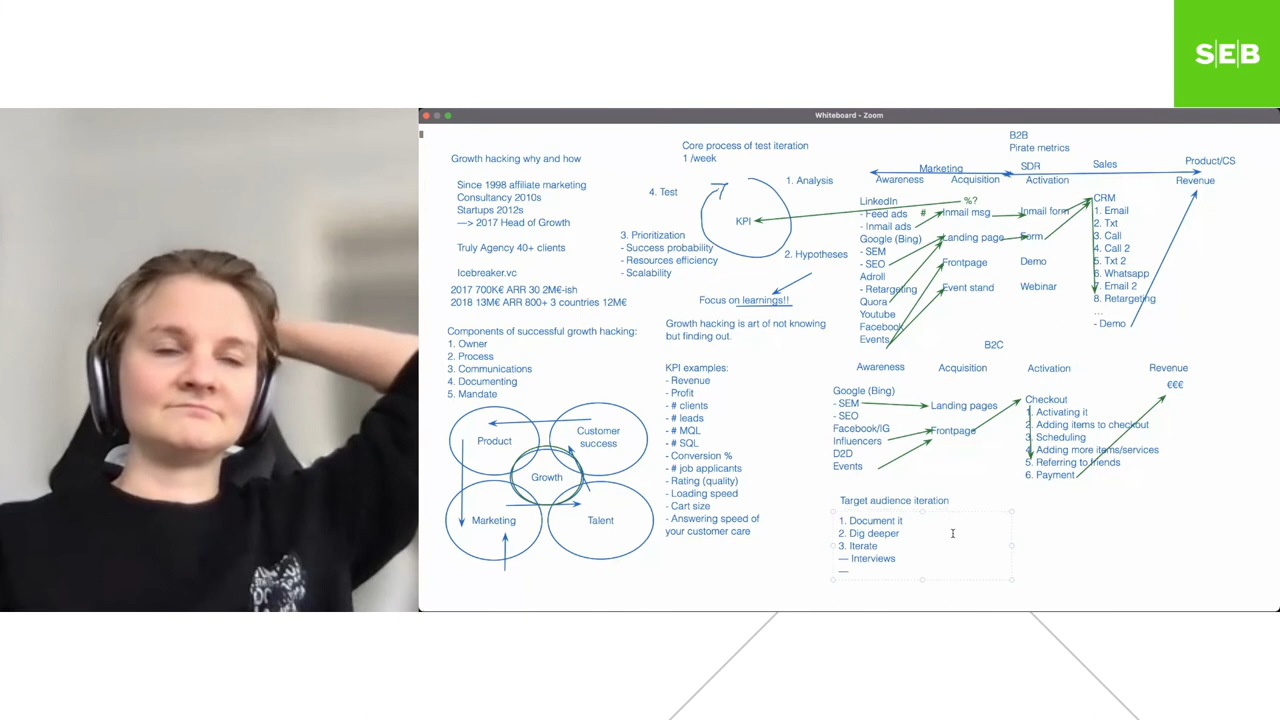 SEB
Whiteboard - Zoom
Growth hacking why and how
Since 1998 affiliate marketing
Consultancy 2010s
Startups 2012s
—> 2017 Head of Growth
Truly Agency 40+ clients
Icebreaker.vc
2017 700K€ ARR 30 2M€-ish
2018 13M€ ARR 800+ 3 countries 12M€
Components of successful growth hacking:
1. Owner
2. Process
3. Communications
4. Documenting
5. Mandate
Product
Customer
success
Growth
Marketing
Talent
Core process of test iteration
1 /week
1. Analysis
4. Test
KPI
3. Prioritization
- Success probability
- Resources efficiency
- Scalability
2. Hypotheses
Focus on learnings!!
Growth hacking is art of not knowing
but finding out.
KPI examples:
- Revenue
- Profit
- # clients
- # leads
- # MQL
- # SQL
- Conversion %
- # job applicants
- Rating (quality)
- Loading speed
- Cart size
- Answering speed of
your customer care
B2B
Pirate metrics
Marketing
SDR
Sales
Product/CS
Awareness
Acquisition
Activation
Revenue
LinkedIn
- Feed ads
- Inmail ads
Google (Bing)
- SEM
- SEO
Adroll
- Retargeting
Quora
Youtube
Facebook
Events
%?
# Inmail msg
Landing page
Frontpage
Event stand
Inmail form
Form
Demo
Webinar
CRM
1. Email
2. Txt
3. Call
4. Call 2
5. Txt 2
6. Whatsapp
7. Email 2
8. Retargeting
...
- Demo
B2C
Awareness
Acquisition
Activation
Revenue
€€€
Google (Bing)
- SEM
- SEO
Facebook/IG
Influencers
D2D
Events
Landing pages
Frontpage
Checkout
1. Activating it
2. Adding items to checkout
3. Scheduling
4. Adding more items/services
5. Referring to friends
6. Payment
Target audience iteration
1. Document it
2. Dig deeper
3. Iterate
— Interviews
—